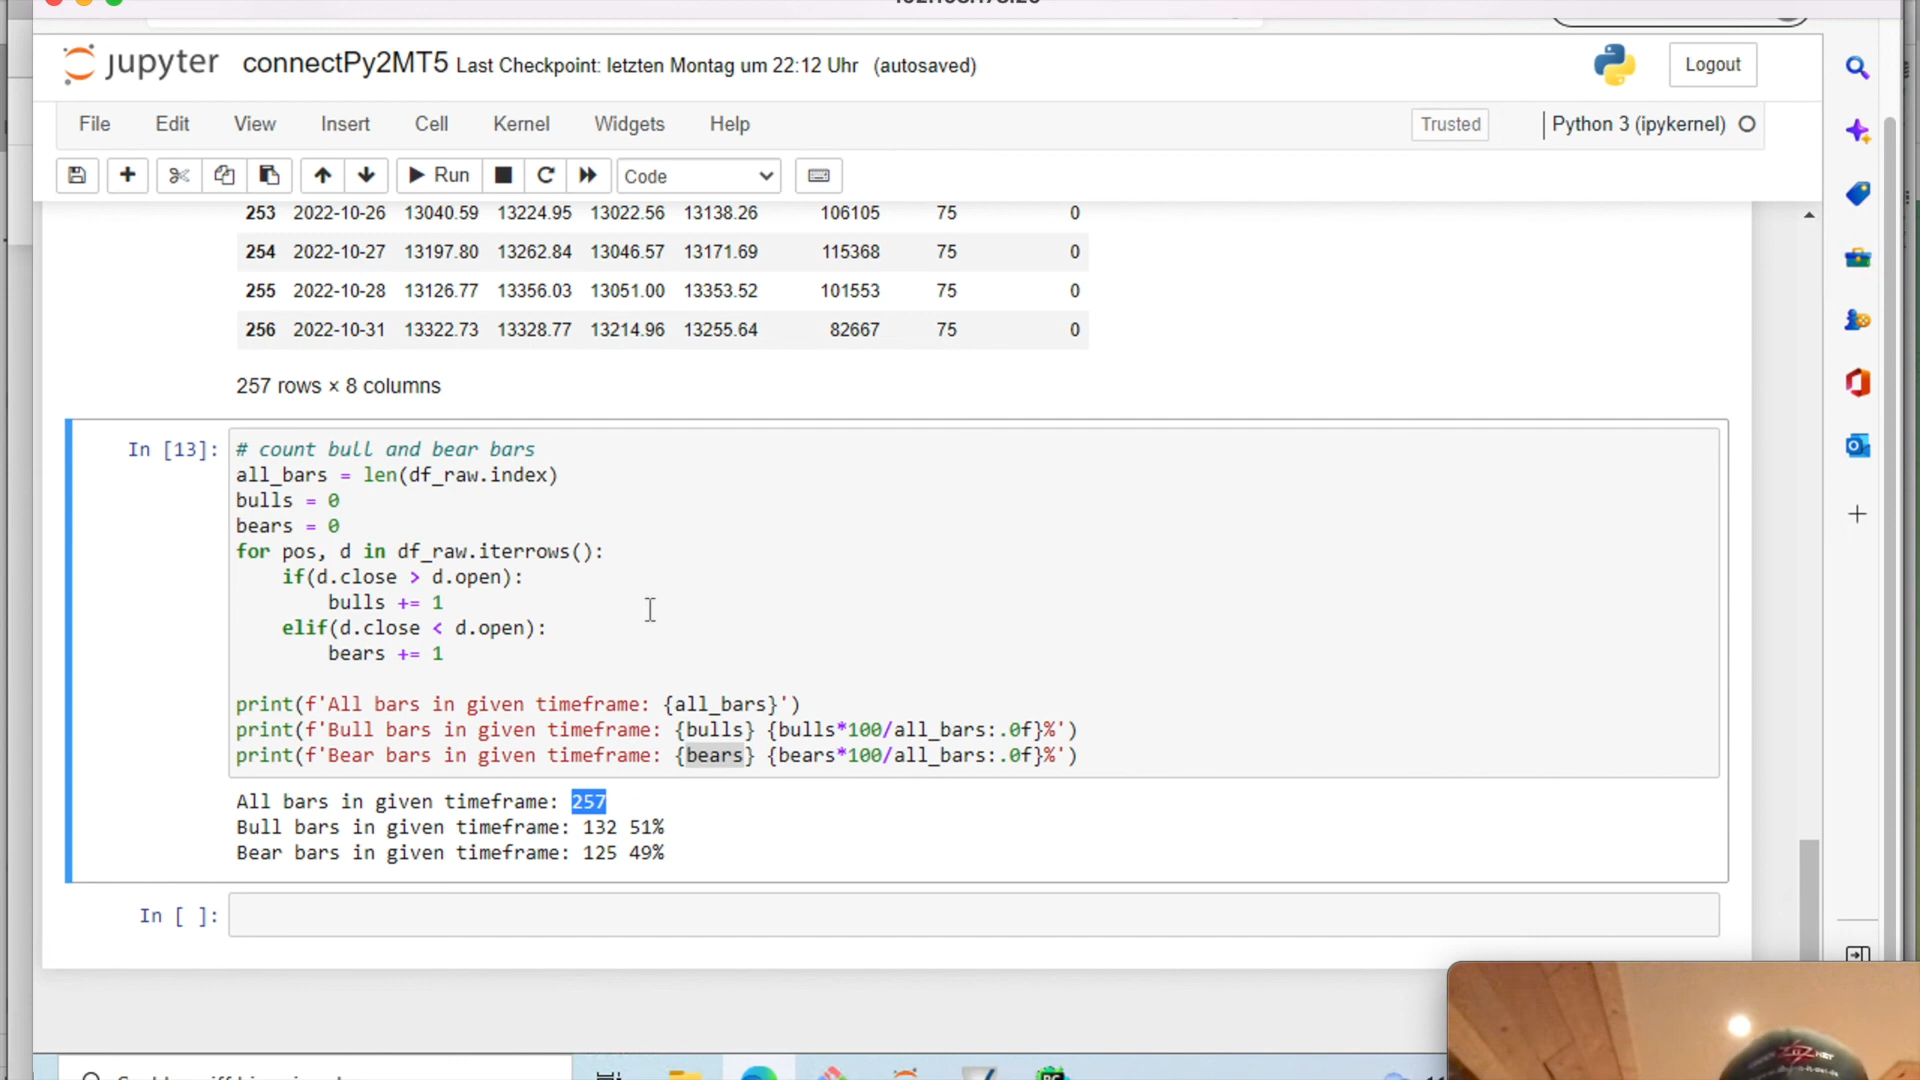 jupyter connectPy2MT5 Last Checkpoint: letzten Montag um 22:12 Uhr (autosaved) Logout
File Edit View Insert Cell Kernel Widgets Help Trusted Python 3 (ipykernel)
Run Code
253 2022-10-26 13040.59 13224.95 13022.56 13138.26 106105 75 0
254 2022-10-27 13197.80 13262.84 13046.57 13171.69 115368 75 0
255 2022-10-28 13126.77 13356.03 13051.00 13353.52 101553 75 0
256 2022-10-31 13322.73 13328.77 13214.96 13255.64 82667 75 0
257 rows × 8 columns
In [13]:
# count bull and bear bars
all_bars = len(df_raw.index)
bulls = 0
bears = 0
for pos, d in df_raw.iterrows():
    if(d.close > d.open):
        bulls += 1
    elif(d.close < d.open):
        bears += 1
print(f'All bars in given timeframe: {all_bars}')
print(f'Bull bars in given timeframe: {bulls} {bulls*100/all_bars:.0f}%')
print(f'Bear bars in given timeframe: {bears} {bears*100/all_bars:.0f}%')
All bars in given timeframe: 257
Bull bars in given timeframe: 132 51%
Bear bars in given timeframe: 125 49%
In [ ]: